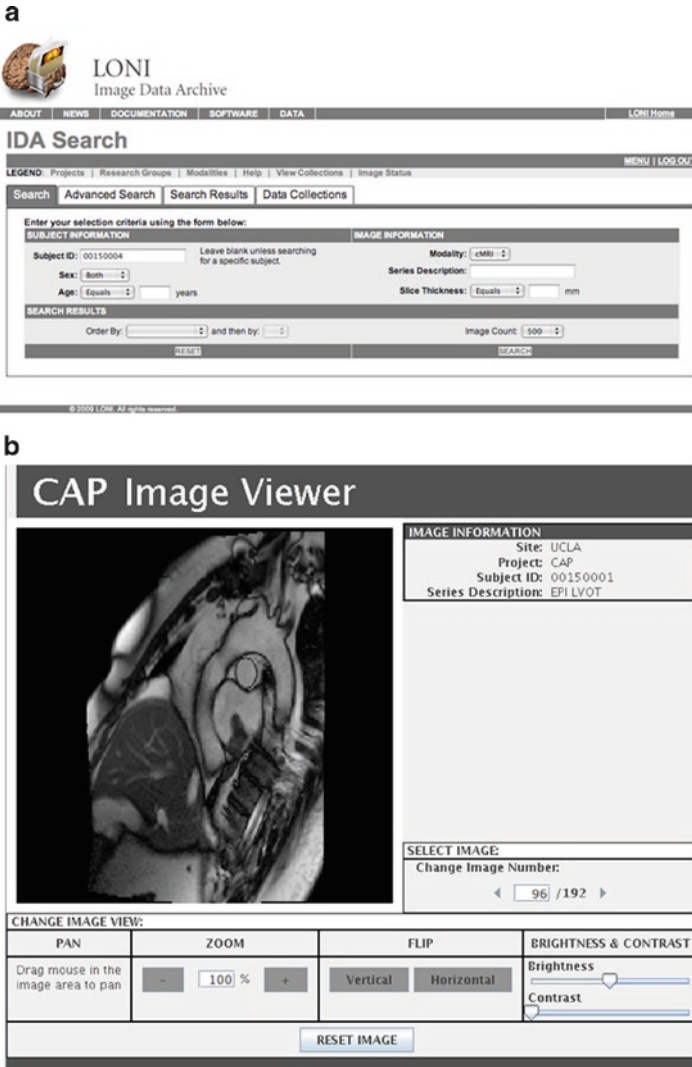 a
LONI
Image Data Archive
ABOUT NEWS DOCUMENTATION SOFTWARE DATA LONI Home
IDA Search
MENU | LOG OUT
LEGEND: Projects | Research Groups | Modalities | Help | View Collections | Image Status
Search Advanced Search Search Results Data Collections
Enter your selection criteria using the form below:
SUBJECT INFORMATION IMAGE INFORMATION
Subject ID: 00150004 Leave blank unless searching for a specific subject. Modality: cMRI
Sex: Both Series Description:
Age: Equals years Slice Thickness: Equals mm
SEARCH RESULTS
Order By: and then by: Image Count: 500
RESET SEARCH
© 2009 LONI. All rights reserved.
b
CAP Image Viewer
IMAGE INFORMATION
Site: UCLA
Project: CAP
Subject ID: 00150001
Series Description: EPI LVOT
SELECT IMAGE:
Change Image Number:
96 /192
CHANGE IMAGE VIEW:
PAN ZOOM FLIP BRIGHTNESS & CONTRAST
Drag mouse in the image area to pan - 100 % + Vertical Horizontal Brightness
Contrast
RESET IMAGE